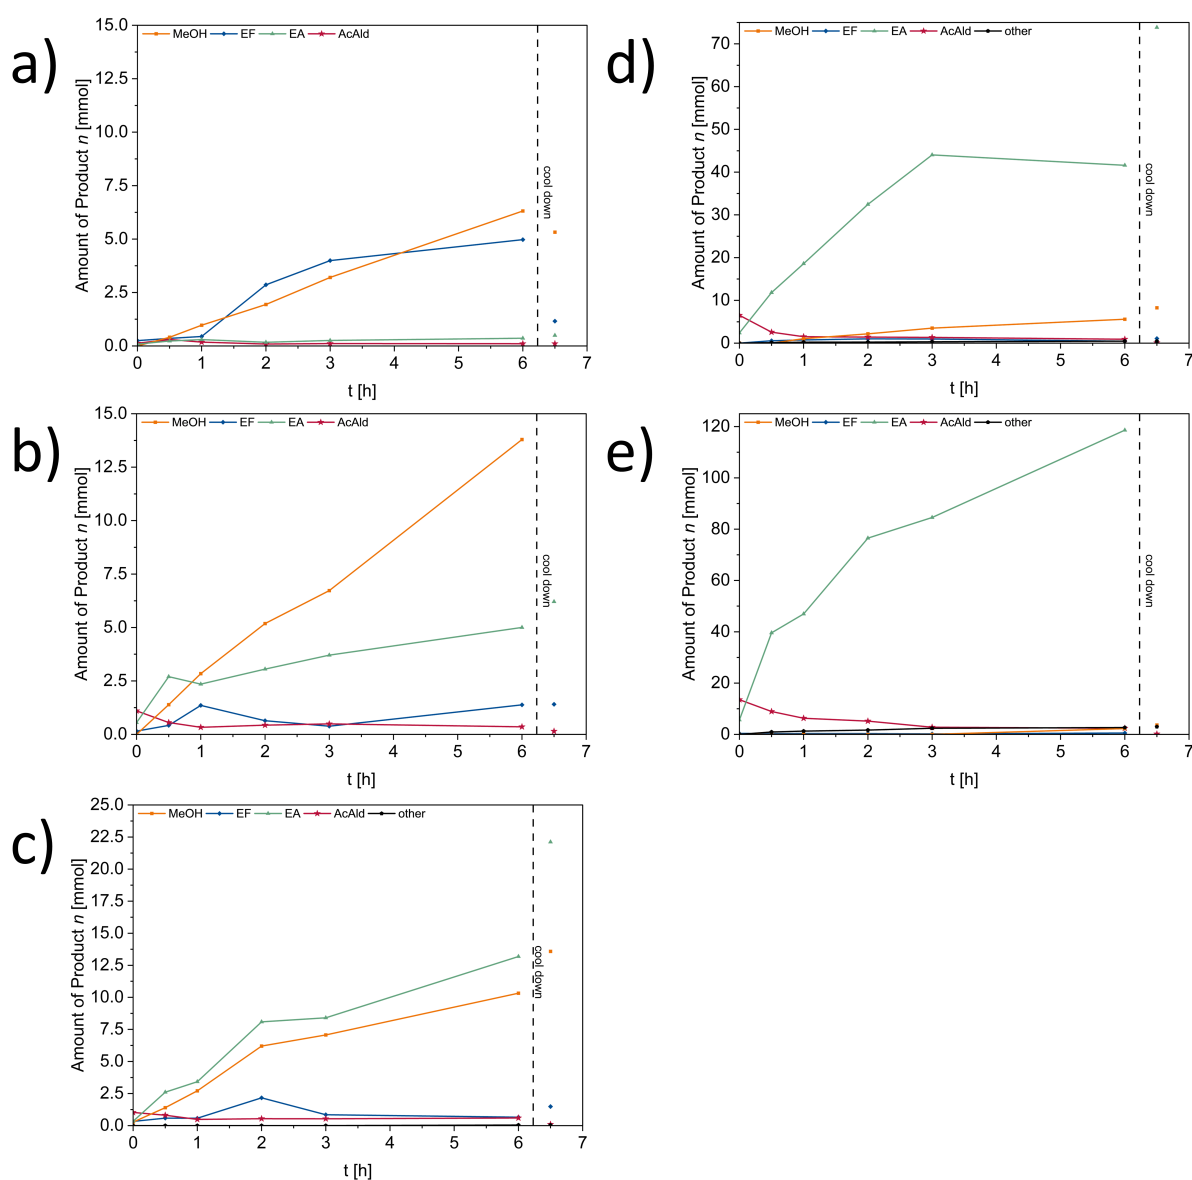 a)
MeOH EF EA AcAld
Amount of Product n [mmol]
15.0
12.5
10.0
7.5
5.0
2.5
0.0
cool down
0 1 2 3 4 5 6 7
t [h]
d)
MeOH EF EA AcAld other
Amount of Product n [mmol]
70
60
50
40
30
20
10
0
cool down
0 1 2 3 4 5 6 7
t [h]
b)
MeOH EF EA AcAld
Amount of Product n [mmol]
15.0
12.5
10.0
7.5
5.0
2.5
0.0
cool down
0 1 2 3 4 5 6 7
t [h]
e)
MeOH EF EA AcAld other
Amount of Product n [mmol]
120
100
80
60
40
20
0
cool down
0 1 2 3 4 5 6 7
t [h]
c)
MeOH EF EA AcAld other
Amount of Product n [mmol]
25.0
22.5
20.0
17.5
15.0
12.5
10.0
7.5
5.0
2.5
0.0
cool down
0 1 2 3 4 5 6 7
t [h]